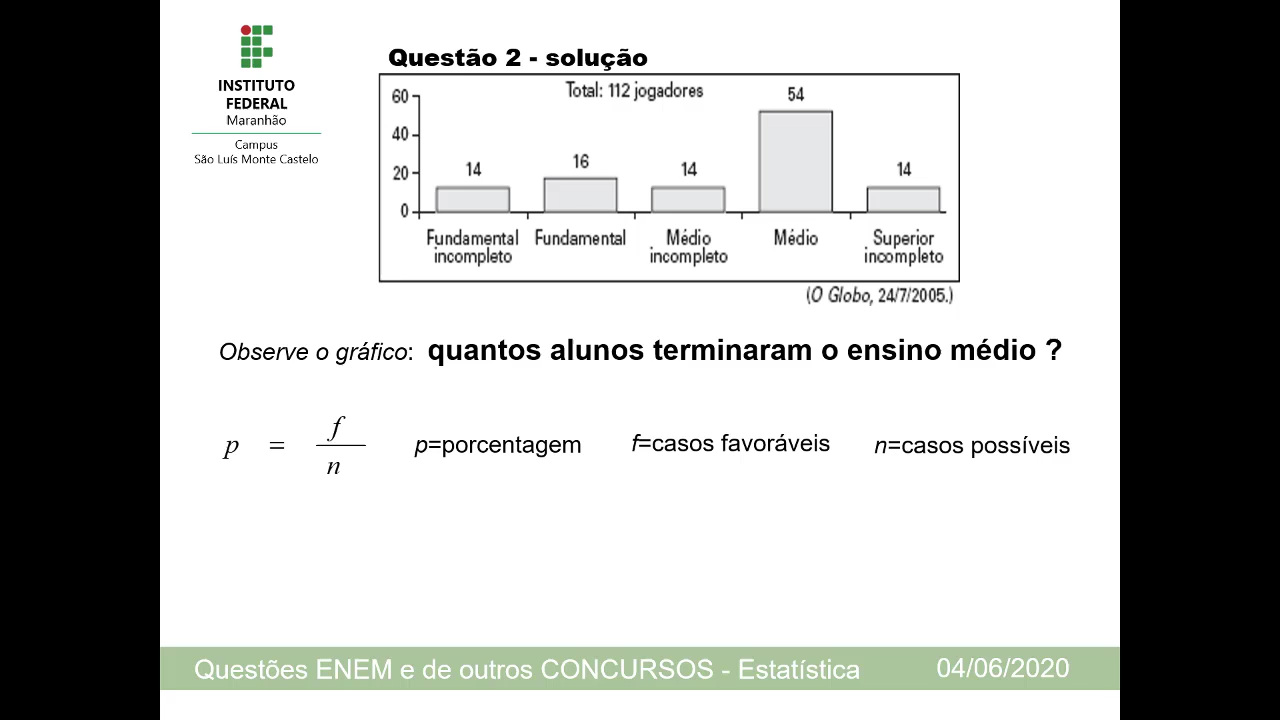 INSTITUTO
FEDERAL
Maranhão
Campus
São Luís Monte Castelo
Questão 2 - solução
Total: 112 jogadores
60
40
20
0
14
16
14
54
14
Fundamental
incompleto
Fundamental
Médio
incompleto
Médio
Superior
incompleto
(O Globo, 24/7/2005.)
Observe o gráfico: quantos alunos terminaram o ensino médio ?
p = f/n p=porcentagem f=casos favoráveis n=casos possíveis
Questões ENEM e de outros CONCURSOS - Estatística 04/06/2020